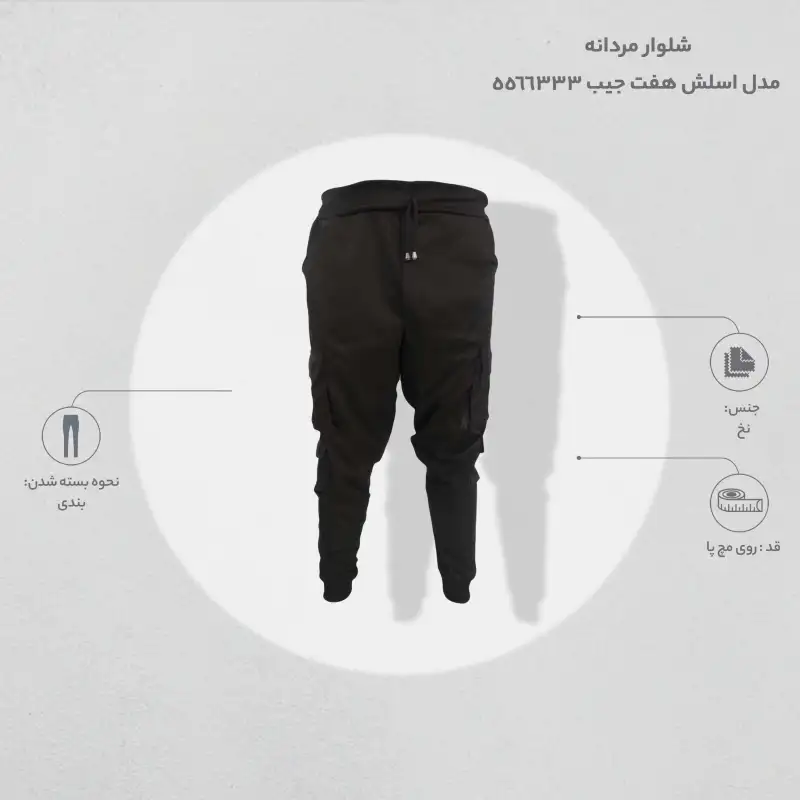 شلوار مردانه
مدل اسلش هفت جیب ۵۵۶۶۳۳۳
جنس:
نخ
قد : روی مچ پا
نحوه بسته شدن:
بندی